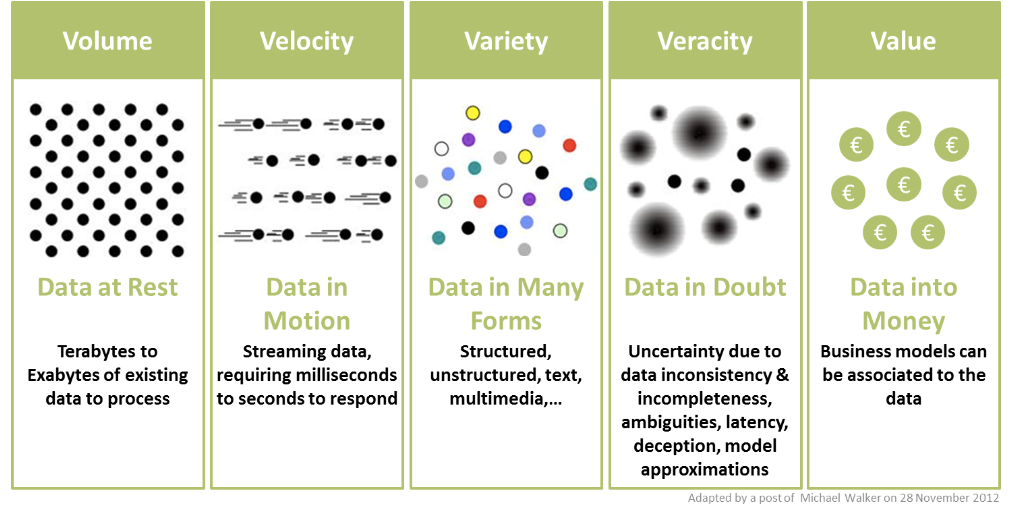 Volume
Velocity
Variety
Veracity
Value
€
€
€
€
€
€
€
€
Data at Rest
Terabytes to
Exabytes of existing
data to process
Data in
Motion
Streaming data,
requiring milliseconds
to seconds to respond
Data in Many
Forms
Structured,
unstructured, text,
multimedia,...
Data in Doubt
Uncertainty due to
data inconsistency &
incompleteness,
ambiguities, latency,
deception, model
approximations
Data into
Money
Business models can
be associated to the
data
Adapted by a post of Michael Walker on 28 November 2012